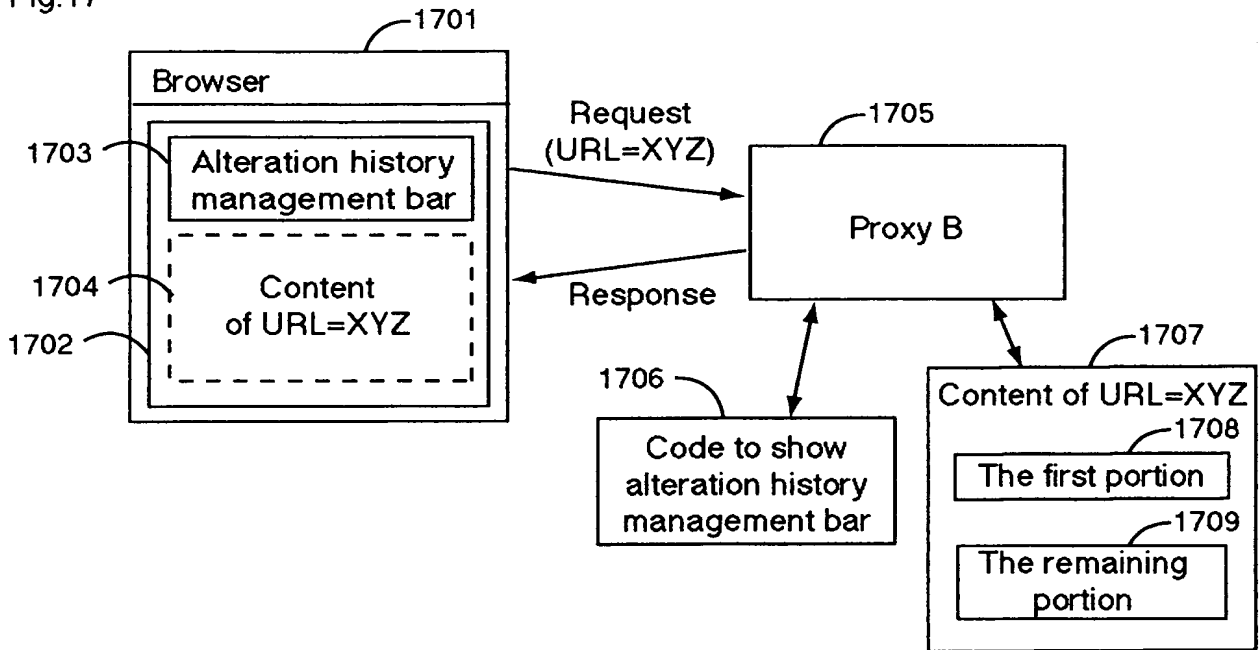 Fig.17
1701
Browser
1703
Alteration history
management bar
1704
Content
of URL=XYZ
1702
Request
(URL=XYZ)
Response
1705
Proxy B
1706
Code to show
alteration history
management bar
1707
Content of URL=XYZ
1708
The first portion
1709
The remaining
portion